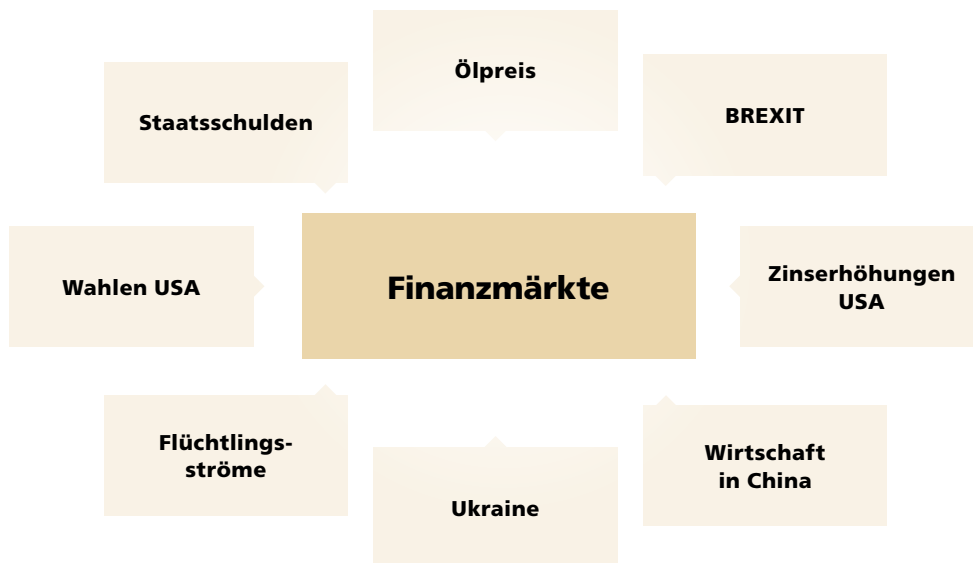 Ölpreis
Staatsschulden
BREXIT
Wahlen USA
Finanzmärkte
Zinserhöhungen
USA
Flüchtlings-
ströme
Ukraine
Wirtschaft
in China